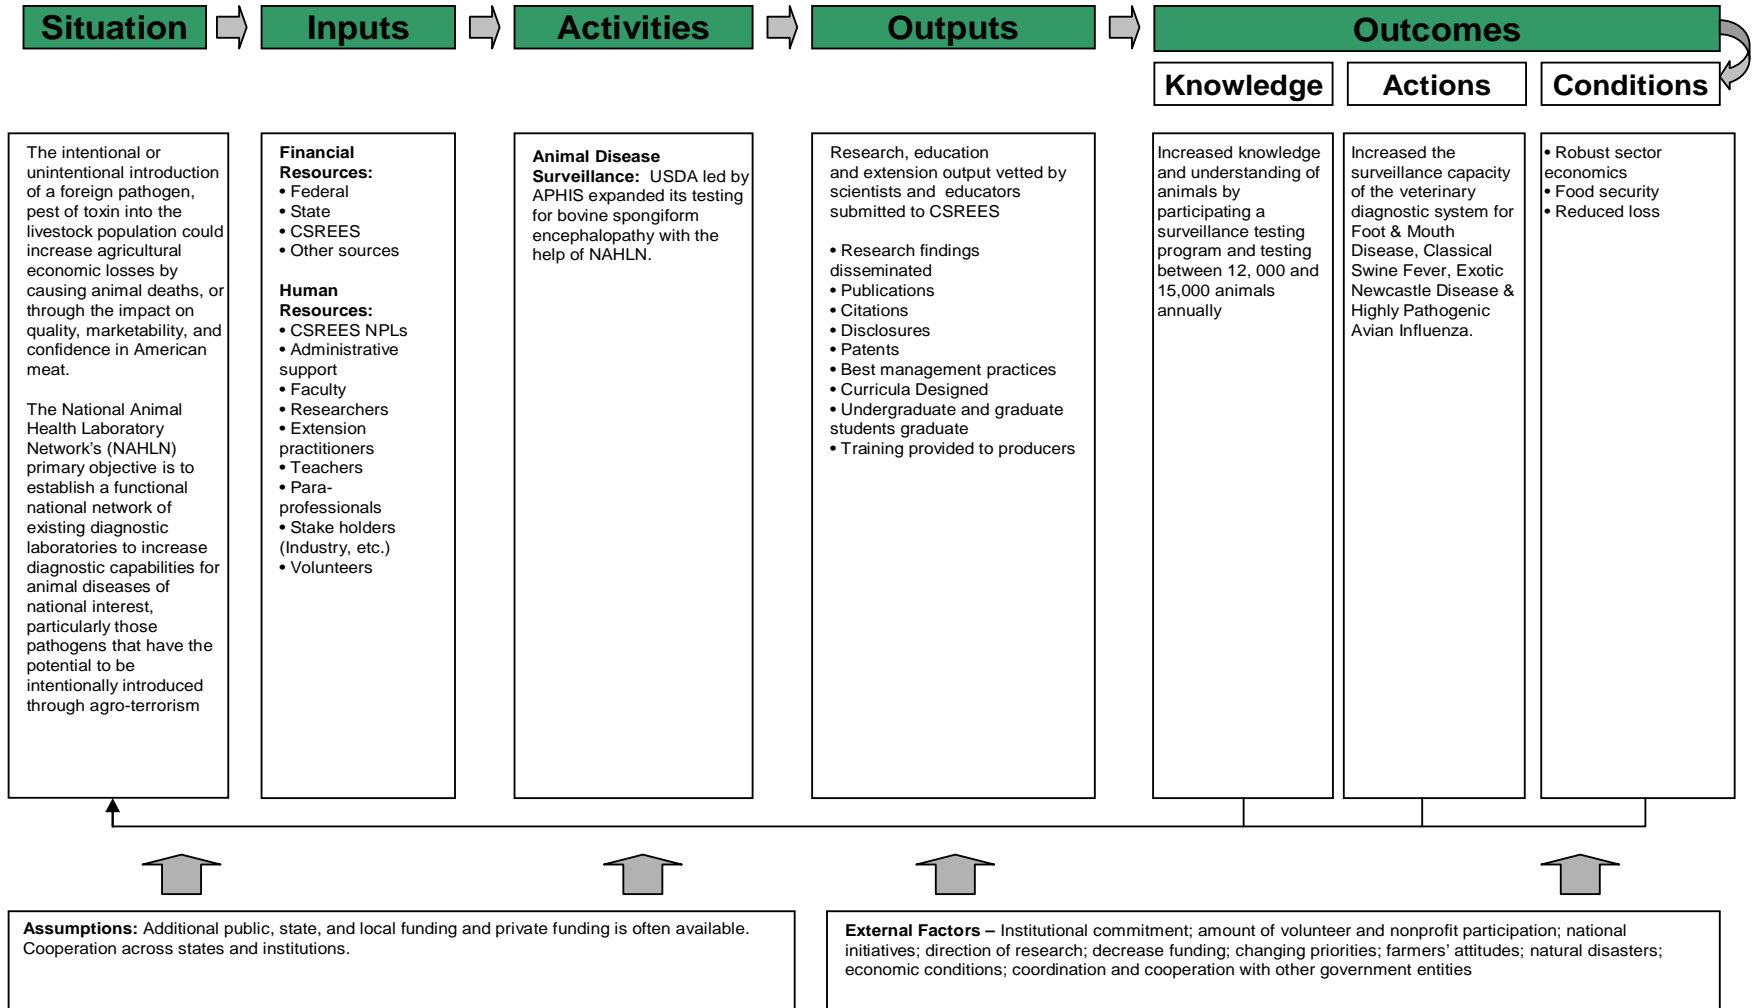 Situation
Inputs
Activities
Outputs
Outcomes
Knowledge
Actions
Conditions
The intentional or
unintentional introduction
of a foreign pathogen,
pest of toxin into the
livestock population could
increase agricultural
economic losses by
causing animal deaths, or
through the impact on
quality, marketability, and
confidence in American
meat.
The National Animal
Health Laboratory
Network's (NAHLN)
primary objective is to
establish a functional
national network of
existing diagnostic
laboratories to increase
diagnostic capabilities for
animal diseases of
national interest,
particularly those
pathogens that have the
potential to be
intentionally introduced
through agro-terrorism
Financial
Resources:
• Federal
• State
• CSREES
• Other sources
Human
Resources:
• CSREES NPLs
• Administrative
support
• Faculty
• Researchers
• Extension
practitioners
• Teachers
• Para-
professionals
• Stake holders
(Industry, etc.)
• Volunteers
Animal Disease
Surveillance: USDA led by
APHIS expanded its testing
for bovine spongiform
encephalopathy with the
help of NAHLN.
Research, education
and extension output vetted by
scientists and educators
submitted to CSREES
• Research findings
disseminated
• Publications
• Citations
• Disclosures
• Patents
• Best management practices
• Curricula Designed
• Undergraduate and graduate
students graduate
• Training provided to producers
Increased knowledge
and understanding of
animals by
participating a
surveillance testing
program and testing
between 12, 000 and
15,000 animals
annually
Increased the
surveillance capacity
of the veterinary
diagnostic system for
Foot & Mouth
Disease, Classical
Swine Fever, Exotic
Newcastle Disease &
Highly Pathogenic
Avian Influenza.
• Robust sector
economics
• Food security
• Reduced loss
Assumptions: Additional public, state, and local funding and private funding is often available.
Cooperation across states and institutions.
External Factors – Institutional commitment; amount of volunteer and nonprofit participation; national
initiatives; direction of research; decrease funding; changing priorities; farmers' attitudes; natural disasters;
economic conditions; coordination and cooperation with other government entities